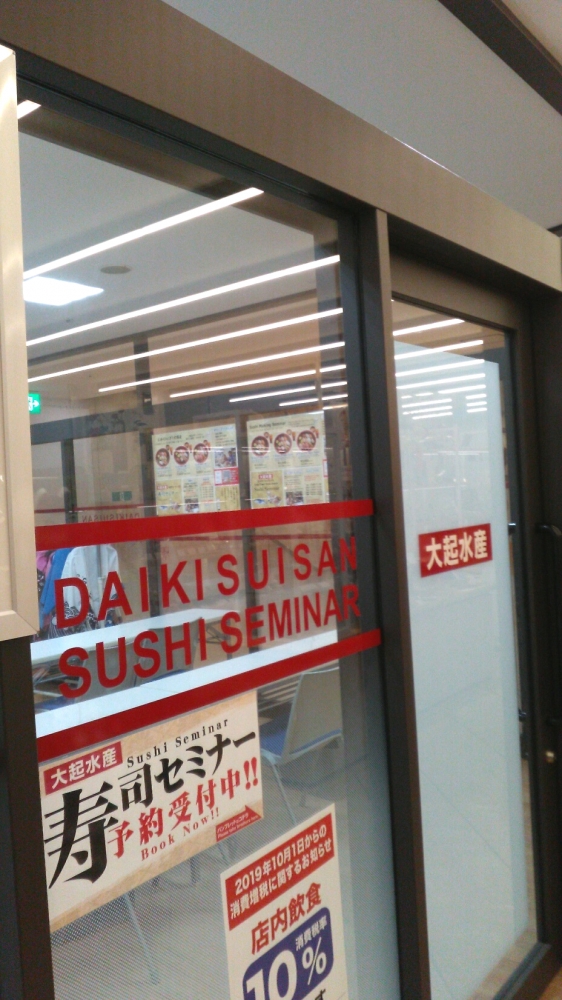 DAIKI SUISAN
SUSHI SEMINAR
大起水産
大起水産
Sushi Seminar
寿司セミナー
予約受付中!!
Book Now!!
2019年10月1日からの
消費増税に関するお知らせ
店内飲食
消費税率
10%